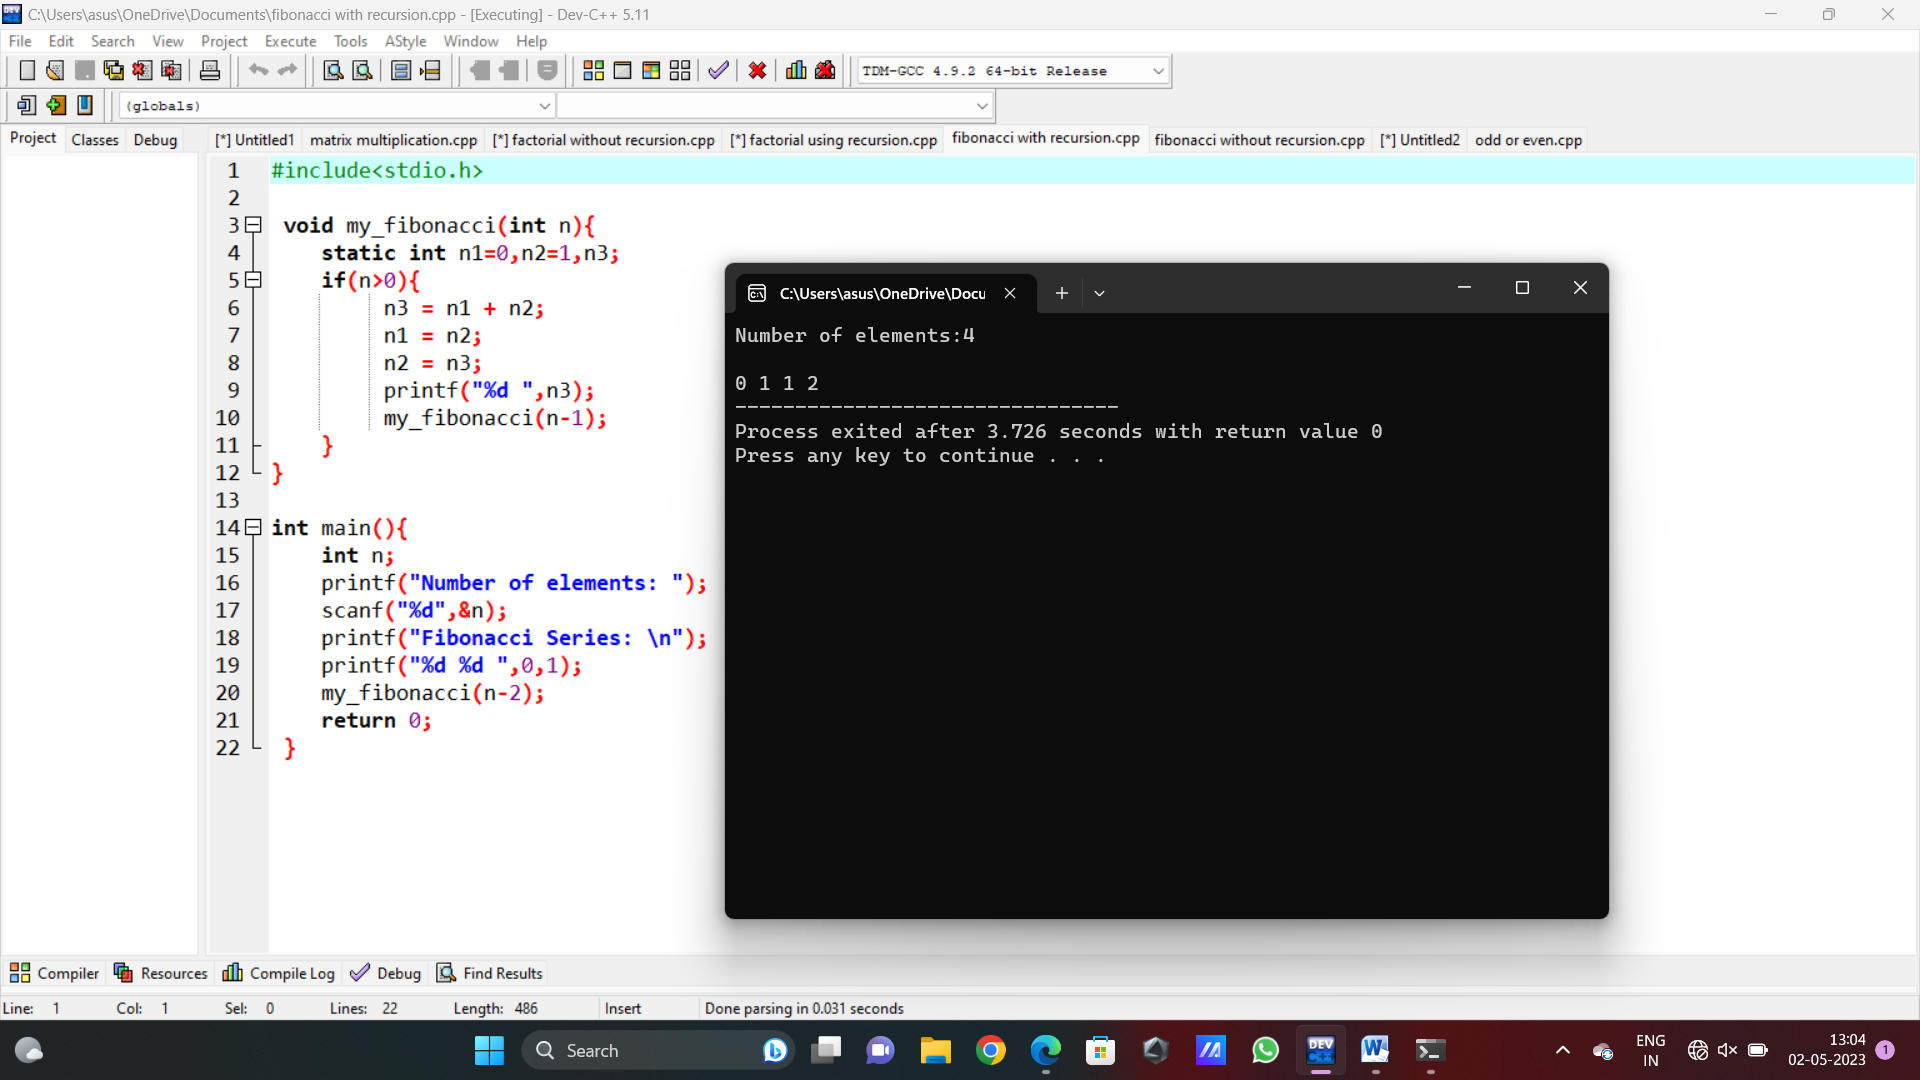 C:\Users\asus\OneDrive\Documents\fibonacci with recursion.cpp - [Executing] - Dev-C++ 5.11
File Edit Search View Project Execute Tools AStyle Window Help
TDM-GCC 4.9.2 64-bit Release
(globals)
Project Classes Debug
[*] Untitled1 matrix multiplication.cpp [*] factorial without recursion.cpp [*] factorial using recursion.cpp fibonacci with recursion.cpp fibonacci without recursion.cpp [*] Untitled2 odd or even.cpp
1 #include<stdio.h>
2
3 void my_fibonacci(int n){
4 static int n1=0,n2=1,n3;
5 if(n>0){
6 n3 = n1 + n2;
7 n1 = n2;
8 n2 = n3;
9 printf("%d ",n3);
10 my_fibonacci(n-1);
11 }
12 }
13
14 int main(){
15 int n;
16 printf("Number of elements: ");
17 scanf("%d",&n);
18 printf("Fibonacci Series: \n");
19 printf("%d %d ",0,1);
20 my_fibonacci(n-2);
21 return 0;
22 }
C:\Users\asus\OneDrive\Docu
Number of elements:4
0 1 1 2
--------------------------------
Process exited after 3.726 seconds with return value 0
Press any key to continue . . .
Compiler Resources Compile Log Debug Find Results
Line: 1 Col: 1 Sel: 0 Lines: 22 Length: 486 Insert Done parsing in 0.031 seconds
Search
DEV
ENG
IN
13:04
02-05-2023
1